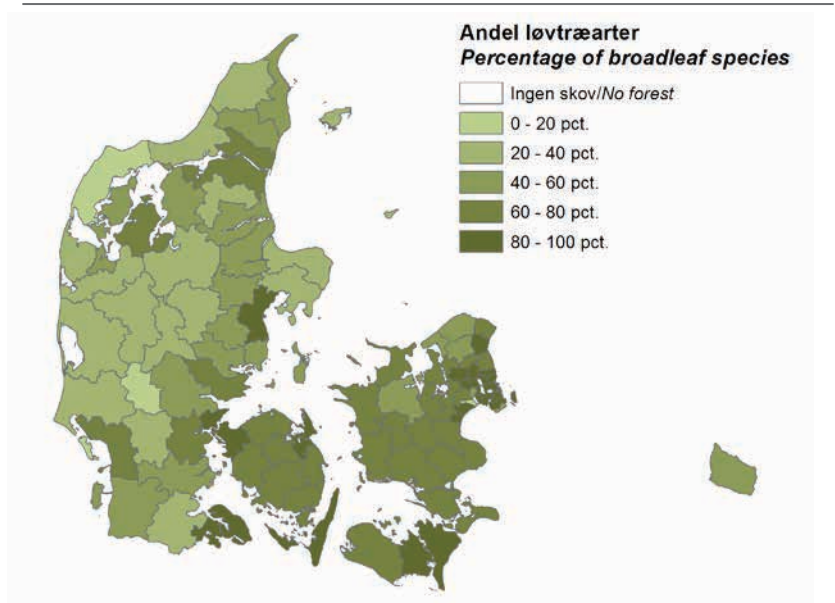 Andel løvtræarter
Percentage of broadleaf species
Ingen skov/No forest
0 - 20 pct.
20 - 40 pct.
40 - 60 pct.
60 - 80 pct.
80 - 100 pct.